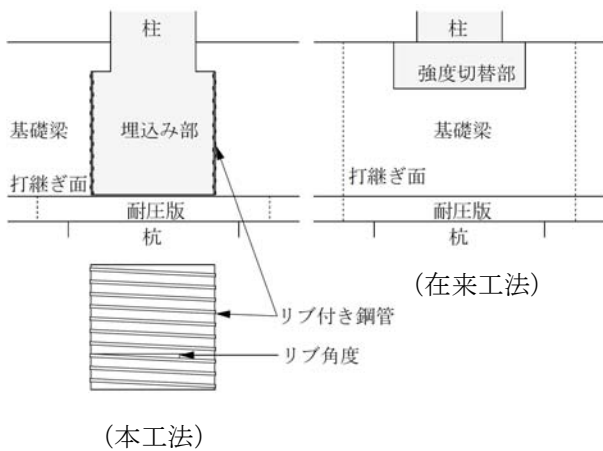 柱
基礎梁
埋込み部
打継ぎ面
耐圧版
杭
リブ付き鋼管
リブ角度
（本工法）
柱
強度切替部
基礎梁
打継ぎ面
耐圧版
杭
（在来工法）